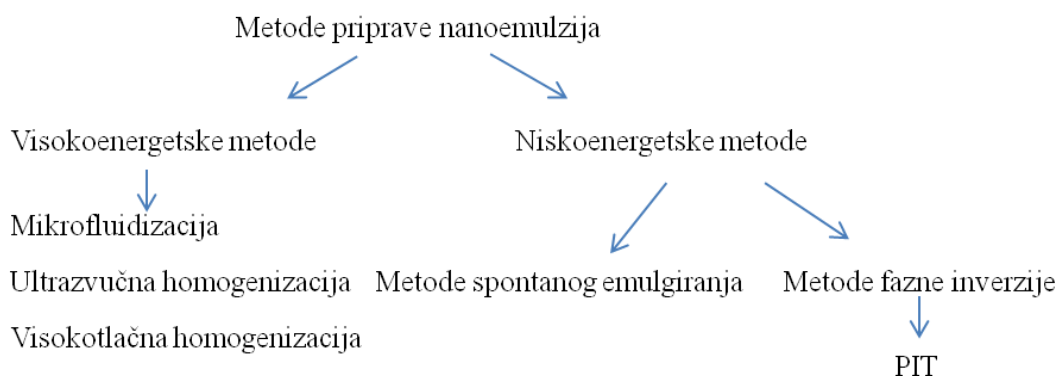 Metode priprave nanoemulzija
Visokoenergetske metode
Niskoenergetske metode
Mikrofluidizacija
Ultrazvučna homogenizacija
Metode spontanog emulgiranja
Metode fazne inverzije
Visokotlačna homogenizacija
PIT